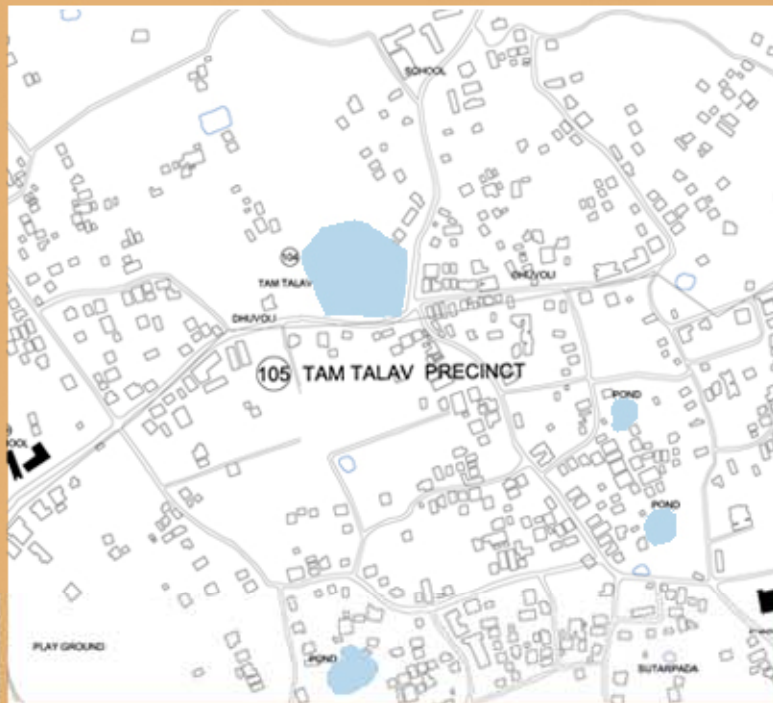 SCHOOL
104
TAM TALAV
DHUVOLI
DHUVOLI
105 TAM TALAV PRECINCT
POND
POND
PLAY GROUND
POND
SUTARPADA